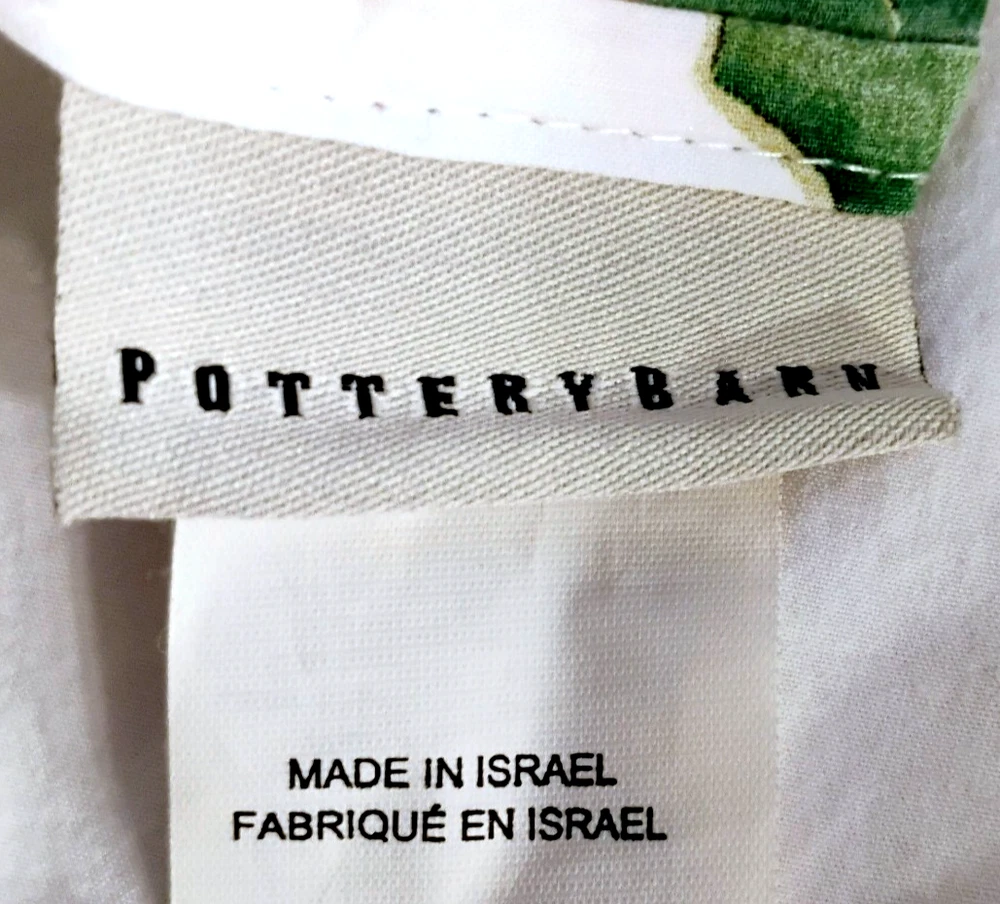 POTTERYBARN
MADE IN ISRAEL
FABRIQUÉ EN ISRAEL